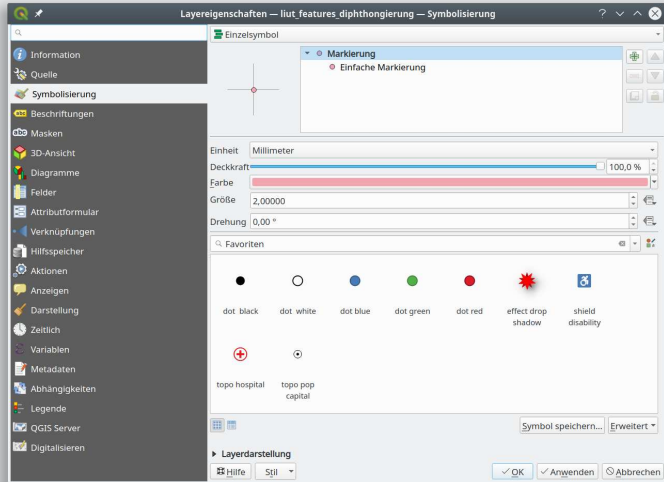 Layereigenschaften — liut_features_diphthongierung — Symbolisierung
Information
Quelle
Symbolisierung
Beschriftungen
Masken
3D-Ansicht
Diagramme
Felder
Attributformular
Verknüpfungen
Hilfsspeicher
Aktionen
Anzeigen
Darstellung
Zeitlich
Variablen
Metadaten
Abhängigkeiten
Legende
QGIS Server
Digitalisieren
Einzelsymbol
Markierung
Einfache Markierung
Einheit Millimeter
Deckkraft 100,0 %
Farbe
Größe 2,00000
Drehung 0,00 °
Favoriten
dot black
dot white
dot blue
dot green
dot red
effect drop
shadow
shield
disability
topo hospital
topo pop
capital
Symbol speichern... Erweitert
Layerdarstellung
Hilfe Stil OK Anwenden Abbrechen